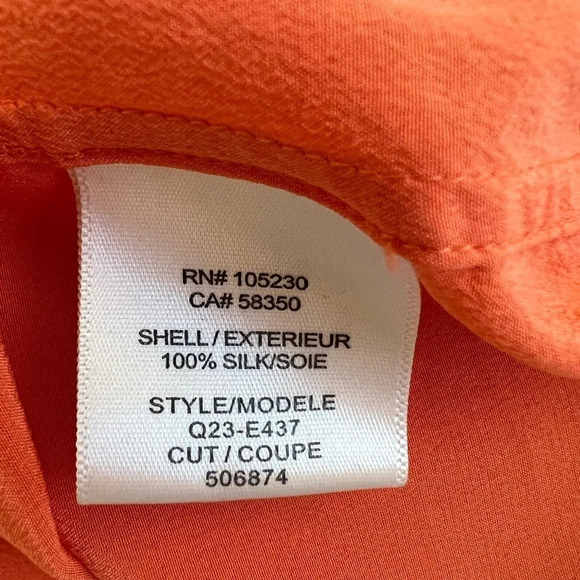 RN# 105230
CA# 58350
SHELL / EXTERIEUR
100% SILK/SOIE
STYLE/MODELE
Q23-E437
CUT / COUPE
506874